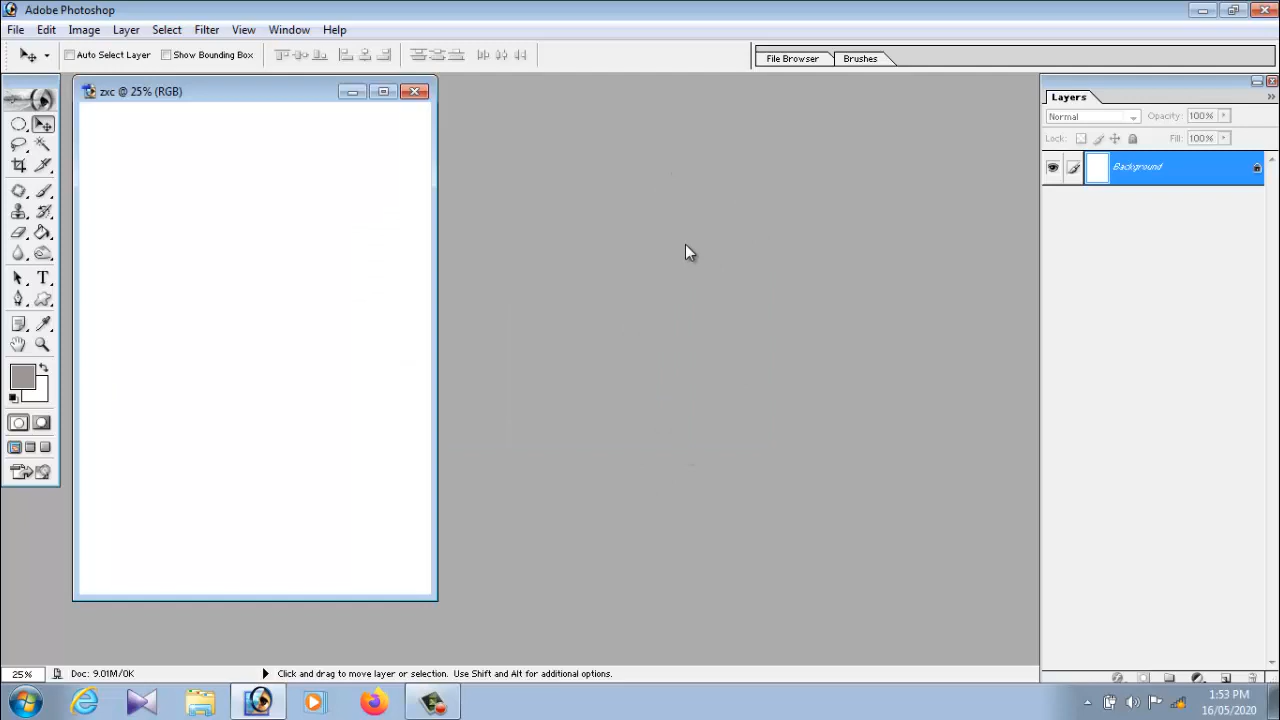 Adobe Photoshop
File Edit Image Layer Select Filter View Window Help
Auto Select Layer Show Bounding Box File Browser Brushes
zxc @ 25% (RGB)
Layers
Normal Opacity: 100%
Lock: Fill: 100%
Background
T
25% Doc: 9.01M/0K Click and drag to move layer or selection. Use Shift and Alt for additional options.
1:53 PM
16/05/2020